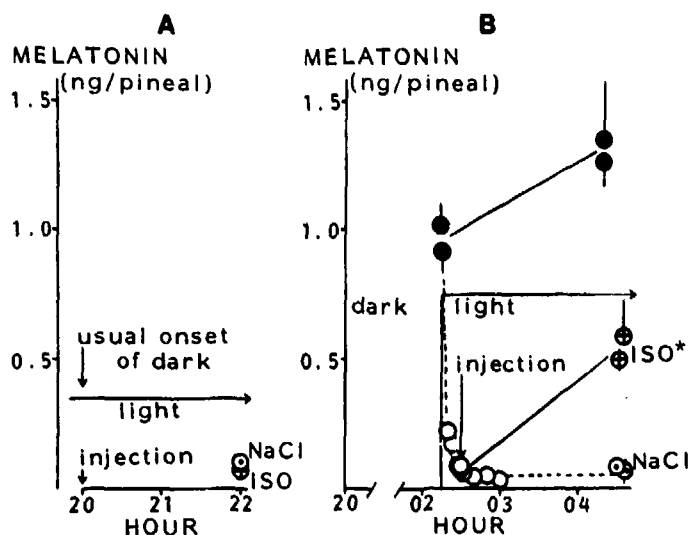 A
MELATONIN
(ng/pineal)
1.5
1.0
0.5
usual onset
of dark
light
injection
NaCl
ISO
20 21 22
HOUR
B
MELATONIN
(ng/pineal)
1.5
1.0
dark light
0.5
ISO*
injection
NaCl
20 02 03 04
HOUR